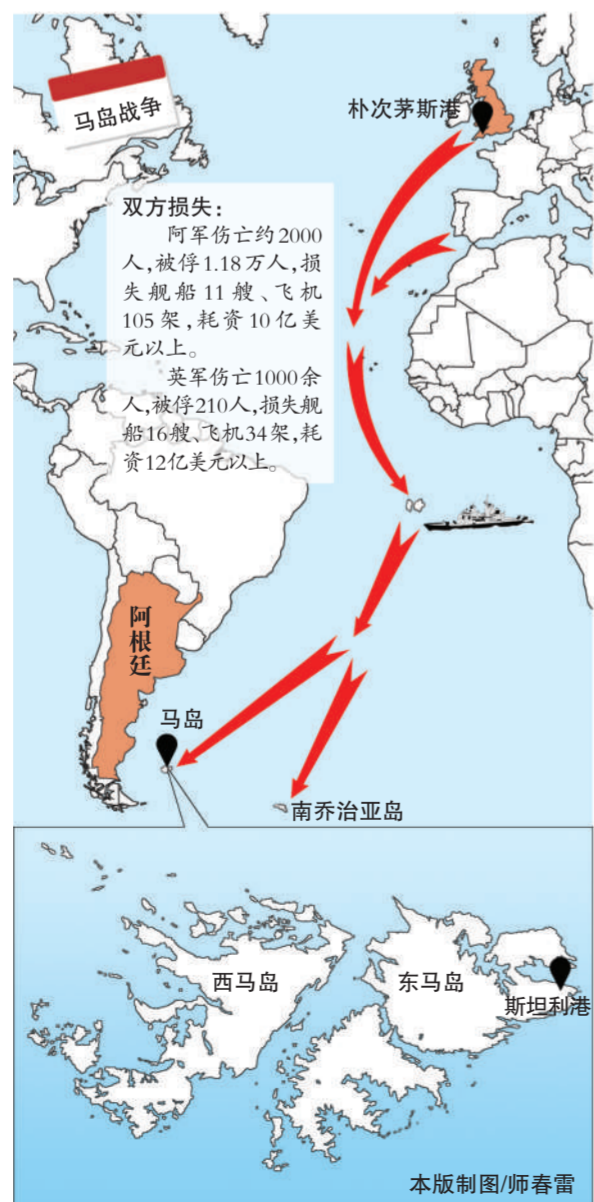 马岛战争
朴次茅斯港
双方损失：
阿军伤亡约2000
人,被俘1.18万人,损
失舰船11艘、飞机
105架,耗资10亿美
元以上。
英军伤亡1000余
人,被俘210人,损失舰
船16艘、飞机34架,耗
资12亿美元以上。
阿根廷
马岛
南乔治亚岛
西马岛
东马岛
斯坦利港
本版制图/师春雷